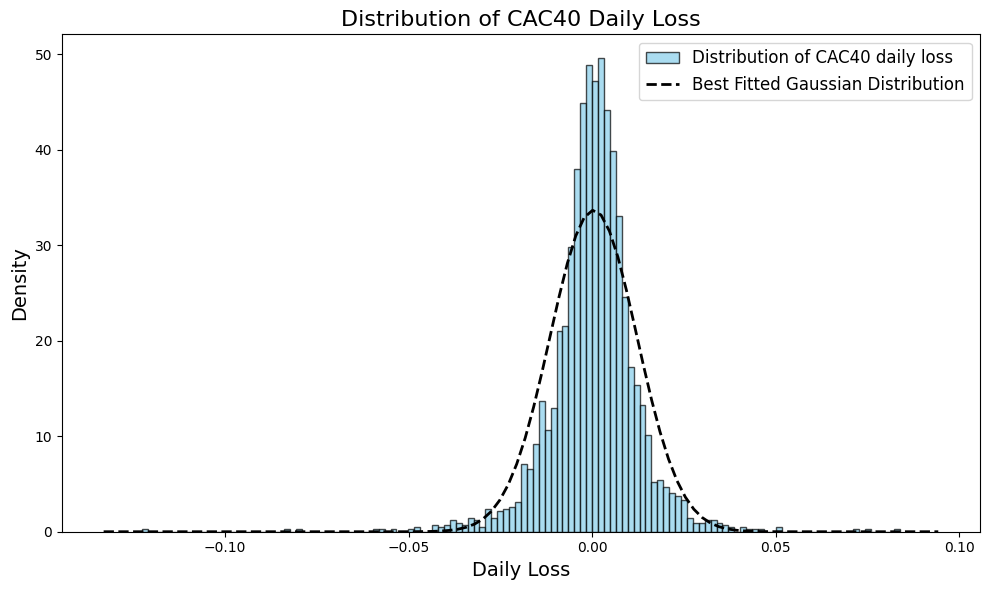 Distribution of CAC40 Daily Loss
Distribution of CAC40 daily loss
Best Fitted Gaussian Distribution
Density
50
40
30
20
10
0
−0.10
−0.05
0.00
0.05
0.10
Daily Loss